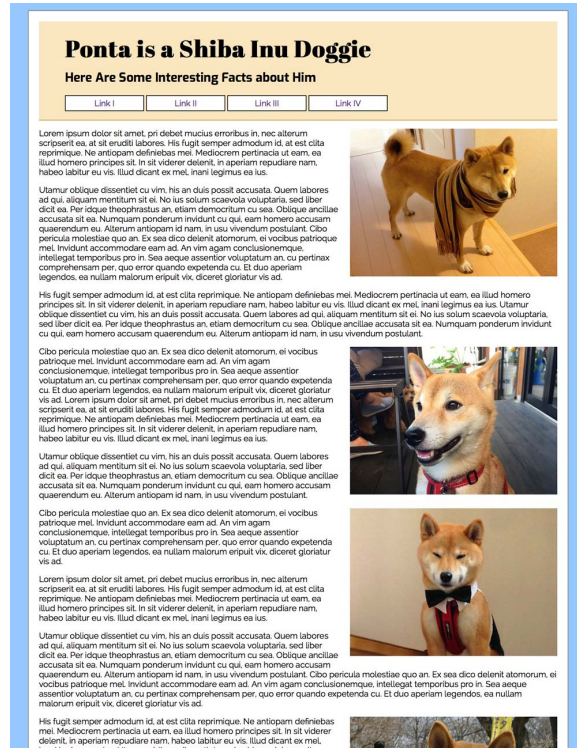 Ponta is a Shiba Inu Doggie
Here Are Some Interesting Facts about Him
Link I
Link II
Link III
Link IV
Lorem ipsum dolor sit amet, pri debet mucius erroribus in, nec alterum
scripserit ea, at sit eruditi labores. His fugit semper admodum id, at est clita
reprimique. Ne antiopam definiebas mei. Mediocrem pertinacia ut eam, ea
illud homero principes sit. In sit viderer delenit, in aperiam repudiare nam,
habeo labitur eu vis. Illud dicant ex mel, inani legimus ea ius.
Utamur oblique dissentiet cu vim, his an duis possit accusata. Quem labores
ad qui, aliquam mentitum sit ei. No ius solum scaevola voluptaria, sed liber
dicit ea. Per idque theophrastus an, etiam democritum cu sea. Oblique ancillae
accusata sit ea. Numquam ponderum invidunt cu qui, eam homero accusam
quaerendum eu. Alterum antiopam id nam, in usu vivendum postulant. Cibo
pericula molestiae quo an. Ex sea dico delenit atomorum, ei vocibus patrioque
mel. Invidunt accommodare eam ad. An vim agam conclusionemque,
intellegat temporibus pro in. Sea aeque assentior voluptatum an, cu pertinax
comprehensam per, quo error quando expetenda cu. Et duo aperiam
legendos, ea nullam malorum eripuit vix, diceret gloriatur vis ad.
His fugit semper admodum id, at est clita reprimique. Ne antiopam definiebas mei. Mediocrem pertinacia ut eam, ea illud homero
principes sit. In sit viderer delenit, in aperiam repudiare nam, habeo labitur eu vis. Illud dicant ex mel, inani legimus ea ius. Utamur
oblique dissentiet cu vim, his an duis possit accusata. Quem labores ad qui, aliquam mentitum sit ei. No ius solum scaevola voluptaria,
sed liber dicit ea. Per idque theophrastus an, etiam democritum cu sea. Oblique ancillae accusata sit ea. Numquam ponderum invidunt
cu qui, eam homero accusam quaerendum eu. Alterum antiopam id nam, in usu vivendum postulant.
Cibo pericula molestiae quo an. Ex sea dico delenit atomorum, ei vocibus
patrioque mel. Invidunt accommodare eam ad. An vim agam
conclusionemque, intellegat temporibus pro in. Sea aeque assentior
voluptatum an, cu pertinax comprehensam per, quo error quando expetenda
cu. Et duo aperiam legendos, ea nullam malorum eripuit vix, diceret gloriatur
vis ad. Lorem ipsum dolor sit amet, pri debet mucius erroribus in, nec alterum
scripserit ea, at sit eruditi labores. His fugit semper admodum id, at est clita
reprimique. Ne antiopam definiebas mei. Mediocrem pertinacia ut eam, ea
illud homero principes sit. In sit viderer delenit, in aperiam repudiare nam,
habeo labitur eu vis. Illud dicant ex mel, inani legimus ea ius.
Utamur oblique dissentiet cu vim, his an duis possit accusata. Quem labores
ad qui, aliquam mentitum sit ei. No ius solum scaevola voluptaria, sed liber
dicit ea. Per idque theophrastus an, etiam democritum cu sea. Oblique ancillae
accusata sit ea. Numquam ponderum invidunt cu qui, eam homero accusam
quaerendum eu. Alterum antiopam id nam, in usu vivendum postulant.
Cibo pericula molestiae quo an. Ex sea dico delenit atomorum, ei vocibus
patrioque mel. Invidunt accommodare eam ad. An vim agam
conclusionemque, intellegat temporibus pro in. Sea aeque assentior
voluptatum an, cu pertinax comprehensam per, quo error quando expetenda
cu. Et duo aperiam legendos, ea nullam malorum eripuit vix, diceret gloriatur
vis ad.
Lorem ipsum dolor sit amet, pri debet mucius erroribus in, nec alterum
scripserit ea, at sit eruditi labores. His fugit semper admodum id, at est clita
reprimique. Ne antiopam definiebas mei. Mediocrem pertinacia ut eam, ea
illud homero principes sit. In sit viderer delenit, in aperiam repudiare nam,
habeo labitur eu vis. Illud dicant ex mel, inani legimus ea ius.
Utamur oblique dissentiet cu vim, his an duis possit accusata. Quem labores
ad qui, aliquam mentitum sit ei. No ius solum scaevola voluptaria, sed liber
dicit ea. Per idque theophrastus an, etiam democritum cu sea. Oblique ancillae
accusata sit ea. Numquam ponderum invidunt cu qui, eam homero accusam
quaerendum eu. Alterum antiopam id nam, in usu vivendum postulant. Cibo pericula molestiae quo an. Ex sea dico delenit atomorum, ei
vocibus patrioque mel. Invidunt accommodare eam ad. An vim agam conclusionemque, intellegat temporibus pro in. Sea aeque
assentior voluptatum an, cu pertinax comprehensam per, quo error quando expetenda cu. Et duo aperiam legendos, ea nullam
malorum eripuit vix, diceret gloriatur vis ad.
His fugit semper admodum id, at est clita reprimique. Ne antiopam definiebas
mei. Mediocrem pertinacia ut eam, ea illud homero principes sit. In sit viderer
delenit, in aperiam repudiare nam, habeo labitur eu vis. Illud dicant ex mel,